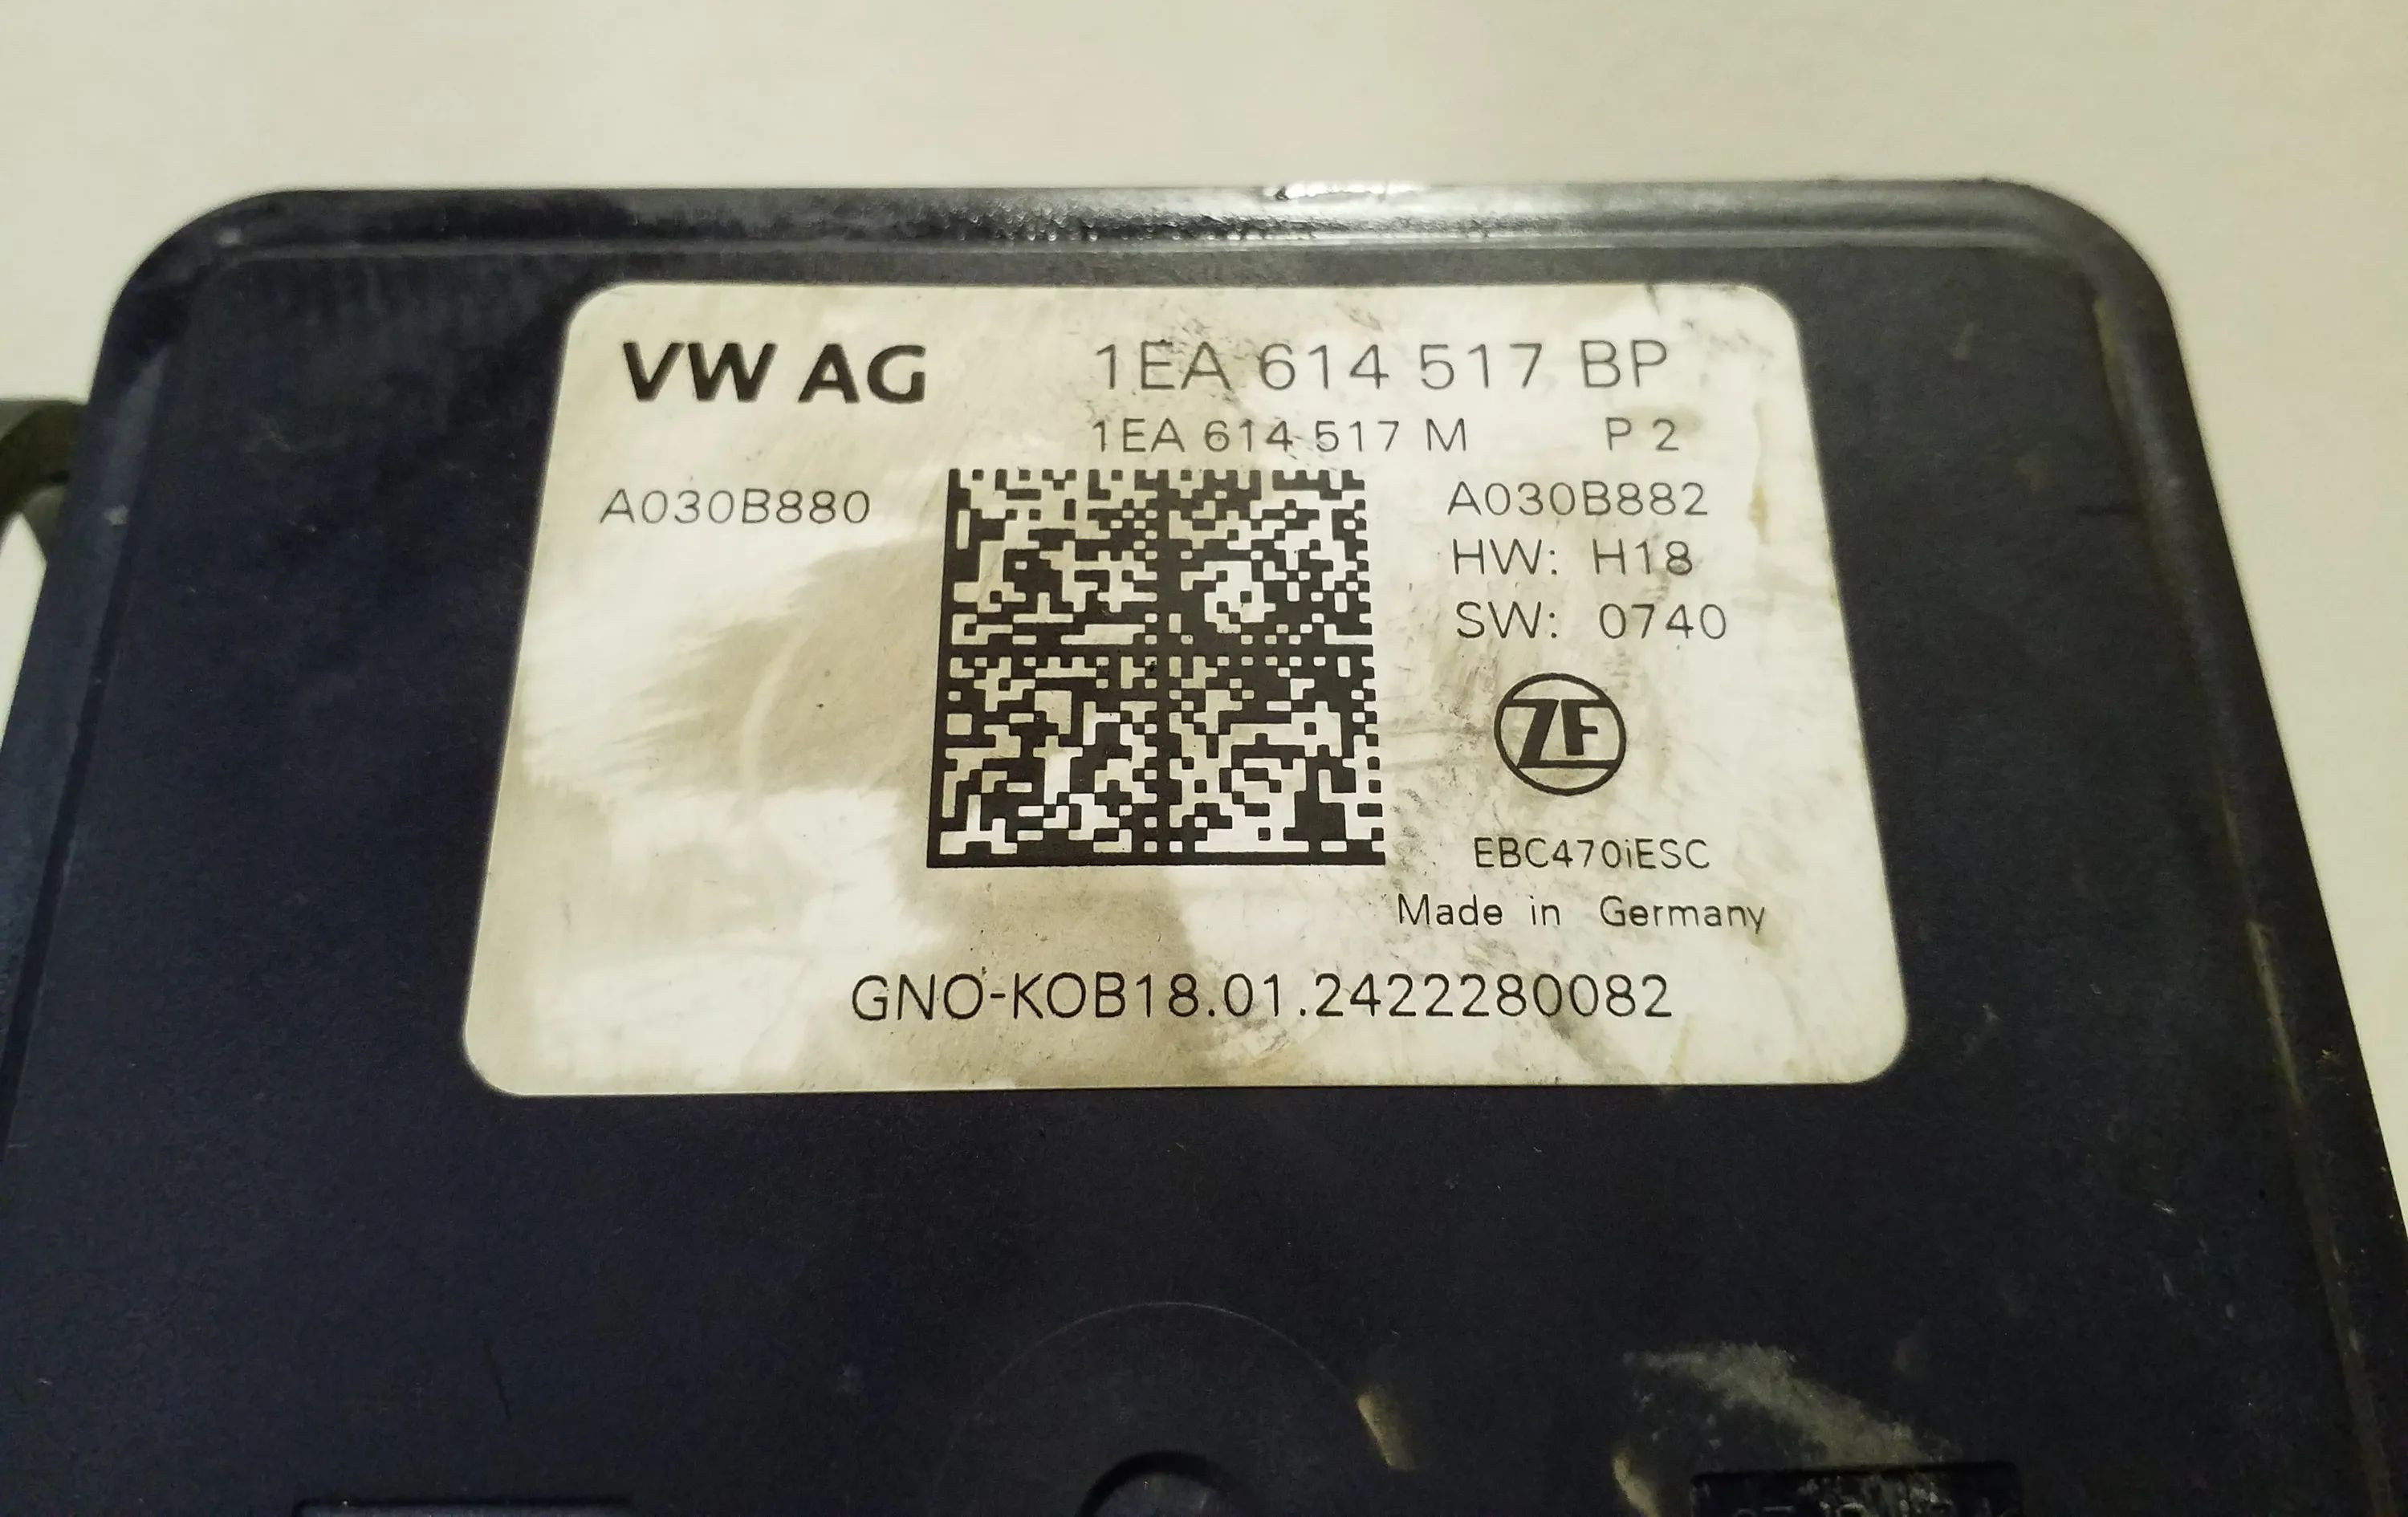 VW AG 1EA 614 517 BP
1EA 614 517 M P 2
A030B880 A030B882
HW: H18
SW: 0740
ZF
EBC470iESC
Made in Germany
GNO-KOB18.01.2422280082